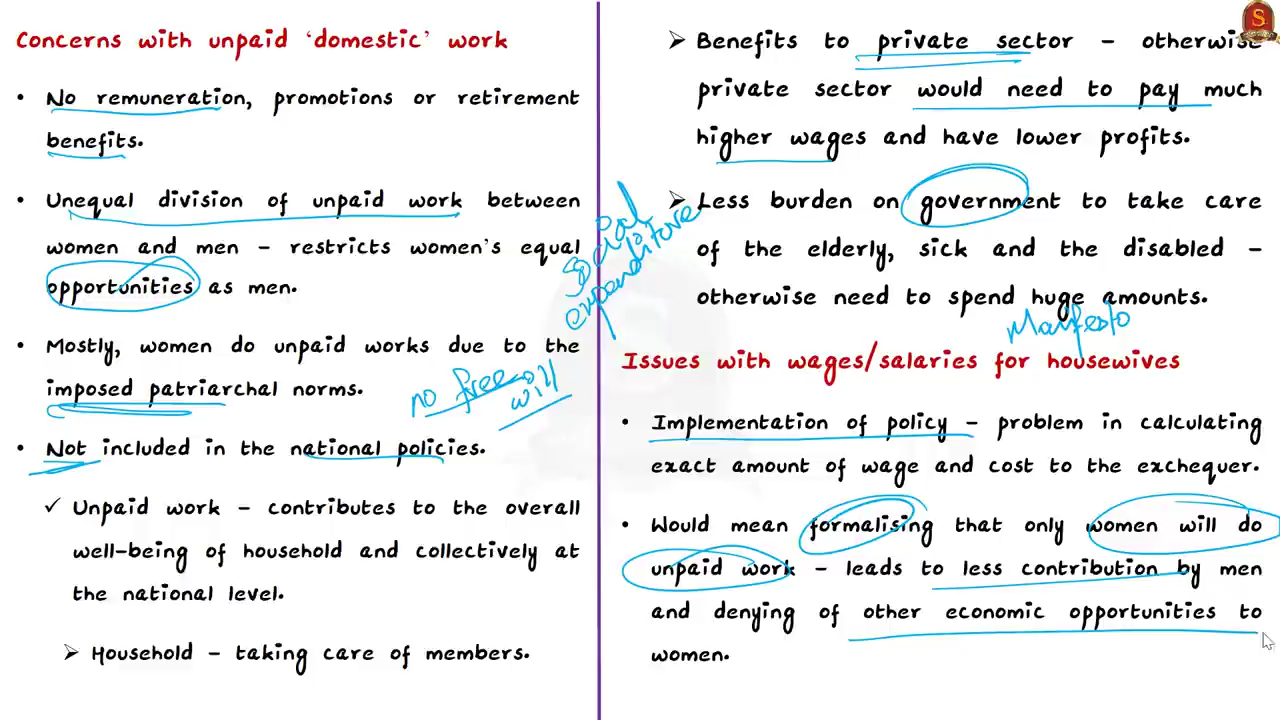 Concerns with unpaid ‘domestic’ work
• No remuneration, promotions or retirement
benefits.
• Unequal division of unpaid work between
women and men – restricts women's equal
opportunities as men.
• Mostly, women do unpaid works due to the
imposed patriarchal norms.
no free will
• Not included in the national policies.
✓ Unpaid work – contributes to the overall
well-being of household and collectively at
the national level.
➤ Household – taking care of members.
social
expenditure
➤ Benefits to private sector – otherwise
private sector would need to pay much
higher wages and have lower profits.
➤ Less burden on government to take care
of the elderly, sick and the disabled –
otherwise need to spend huge amounts.
Manifesto
Issues with wages/salaries for housewives
• Implementation of policy – problem in calculating
exact amount of wage and cost to the exchequer.
• Would mean formalising that only women will do
unpaid work – leads to less contribution by men
and denying of other economic opportunities to
women.
S